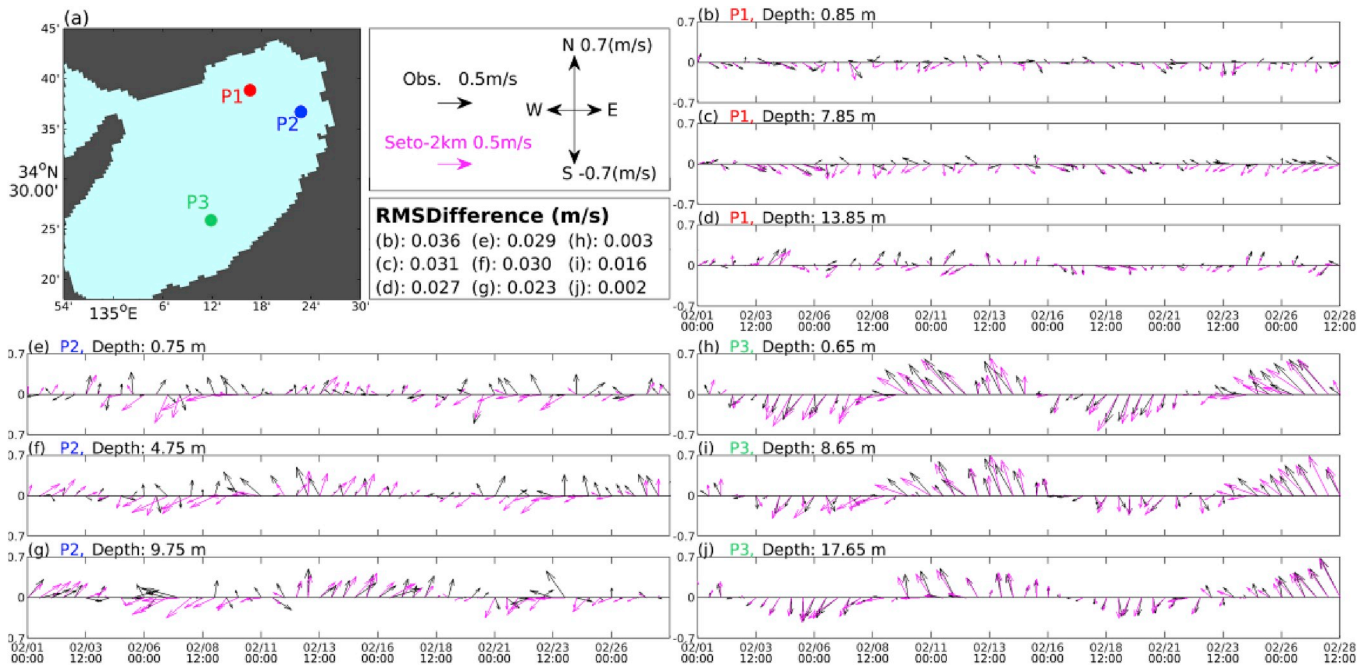 (a)
45'
40'
35'
34°N
30.00'
25'
20'
54'
135°E
6'
12'
18'
24'
30'
P1
P2
P3
Obs. 0.5m/s
Seto-2km 0.5m/s
N 0.7(m/s)
W E
S -0.7(m/s)
RMSDifference (m/s)
(b): 0.036 (e): 0.029 (h): 0.003
(c): 0.031 (f): 0.030 (i): 0.016
(d): 0.027 (g): 0.023 (j): 0.002
(b) P1, Depth: 0.85 m
0.7
0
-0.7
(c) P1, Depth: 7.85 m
0.7
0
-0.7
(d) P1, Depth: 13.85 m
0.7
0
-0.7
02/01 02/03 02/06 02/08 02/11 02/13 02/16 02/18 02/21 02/23 02/26 02/28
00:00 12:00 00:00 12:00 00:00 12:00 00:00 12:00 00:00 12:00 00:00 12:00
(e) P2, Depth: 0.75 m
0.7
0
0.7
(f) P2, Depth: 4.75 m
0.7
0
0.7
(g) P2, Depth: 9.75 m
0.7
0
0.7
02/01 02/03 02/06 02/08 02/11 02/13 02/16 02/18 02/21 02/23 02/26
00:00 12:00 00:00 12:00 00:00 12:00 00:00 12:00 00:00 12:00 00:00
(h) P3, Depth: 0.65 m
0.7
0
-0.7
(i) P3, Depth: 8.65 m
0.7
0
-0.7
(j) P3, Depth: 17.65 m
0.7
0
-0.7
02/01 02/03 02/06 02/08 02/11 02/13 02/16 02/18 02/21 02/23 02/26 02/28
00:00 12:00 00:00 12:00 00:00 12:00 00:00 12:00 00:00 12:00 00:00 12:00